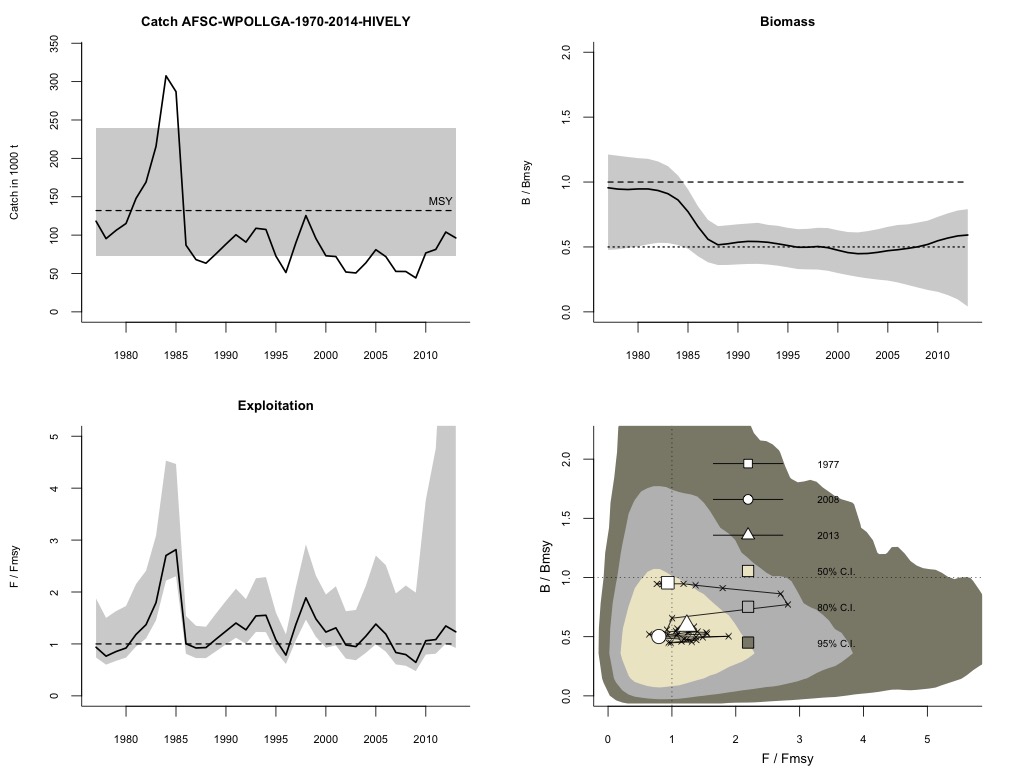 Catch AFSC-WPOLLGA-1970-2014-HIVELY
Catch in 1000 t
350
300
250
200
150
100
50
0
MSY
1980 1985 1990 1995 2000 2005 2010
Biomass
B / Bmsy
2.0
1.5
1.0
0.5
0.0
1980 1985 1990 1995 2000 2005 2010
Exploitation
F / Fmsy
5
4
3
2
1
0
1980 1985 1990 1995 2000 2005 2010
B / Bmsy
2.0
1.5
1.0
0.5
0.0
1977
2008
2013
50% C.I.
80% C.I.
95% C.I.
0 1 2 3 4 5
F / Fmsy